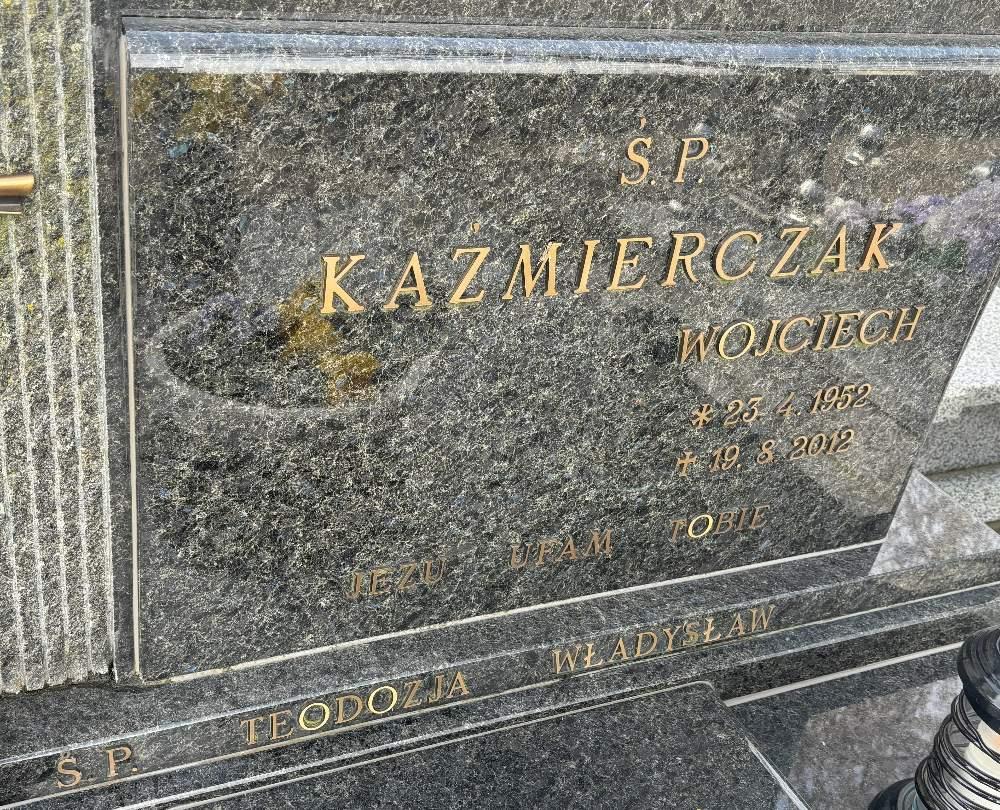 Ś. P.
KAŹMIERCZAK
WOJCIECH
* 23. 4. 1952
✝ 19. 8. 2012
JEZU UFAM TOBIE
Ś. P. TEODOZJA WŁADYSŁAW